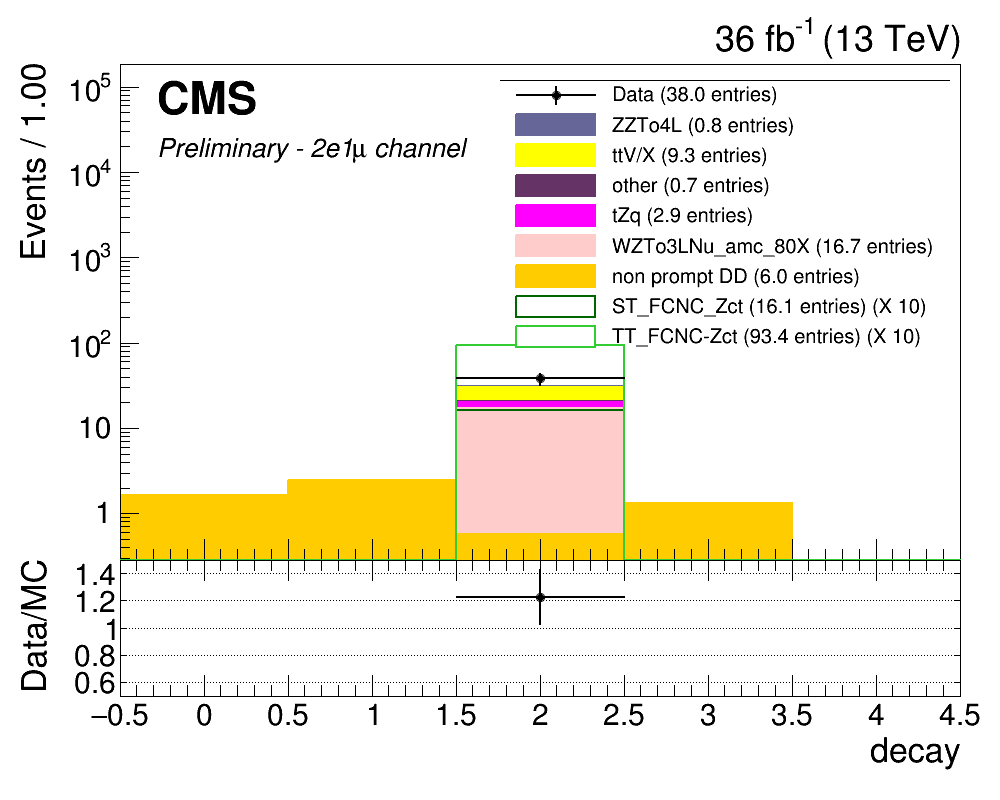 36 fb-1 (13 TeV)
Events / 1.00
10^5
10^4
10^3
10^2
10
1
CMS
Preliminary - 2e1μ channel
Data (38.0 entries)
ZZTo4L (0.8 entries)
ttV/X (9.3 entries)
other (0.7 entries)
tZq (2.9 entries)
WZTo3LNu_amc_80X (16.7 entries)
non prompt DD (6.0 entries)
ST_FCNC_Zct (16.1 entries) (X 10)
TT_FCNC-Zct (93.4 entries) (X 10)
Data/MC
1.4
1.2
1
0.8
0.6
−0.5 0 0.5 1 1.5 2 2.5 3 3.5 4 4.5
decay